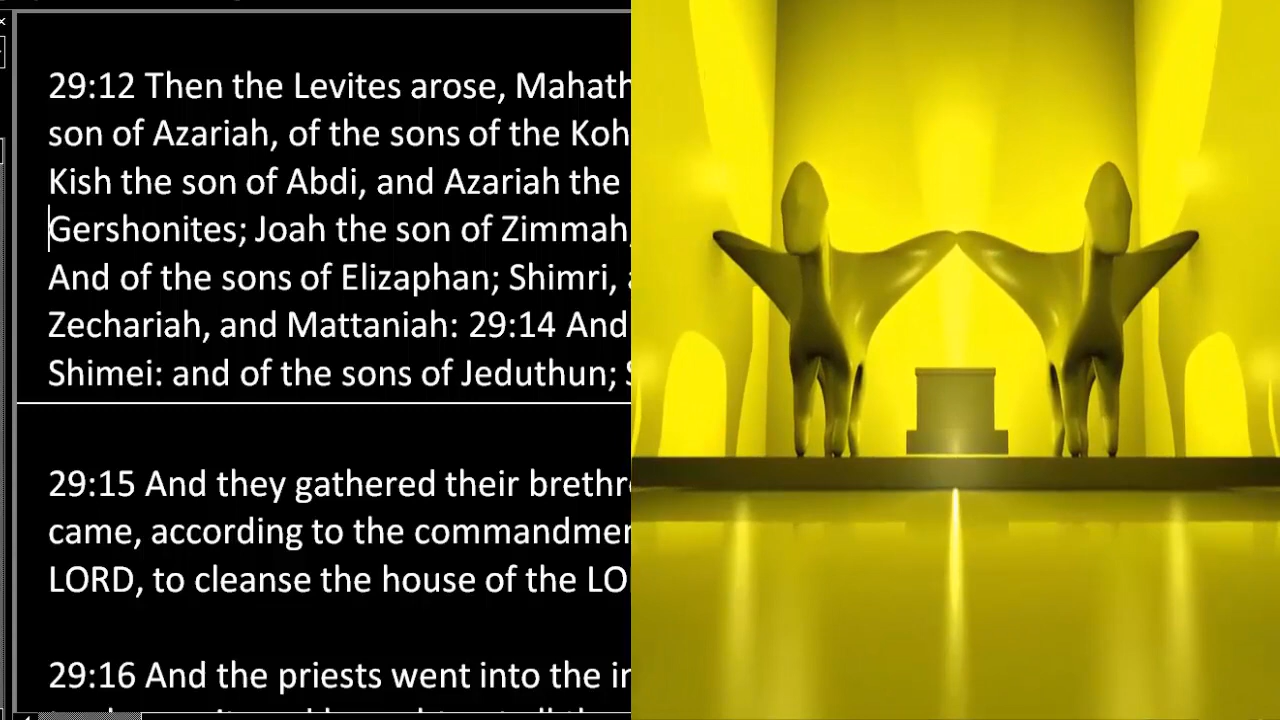 29:12 Then the Levites arose, Mahath
son of Azariah, of the sons of the Koh
Kish the son of Abdi, and Azariah the
Gershonites; Joah the son of Zimmah,
And of the sons of Elizaphan; Shimri,
Zechariah, and Mattaniah: 29:14 And
Shimei: and of the sons of Jeduthun;
29:15 And they gathered their brethr
came, according to the commandmen
LORD, to cleanse the house of the LO
29:16 And the priests went into the in